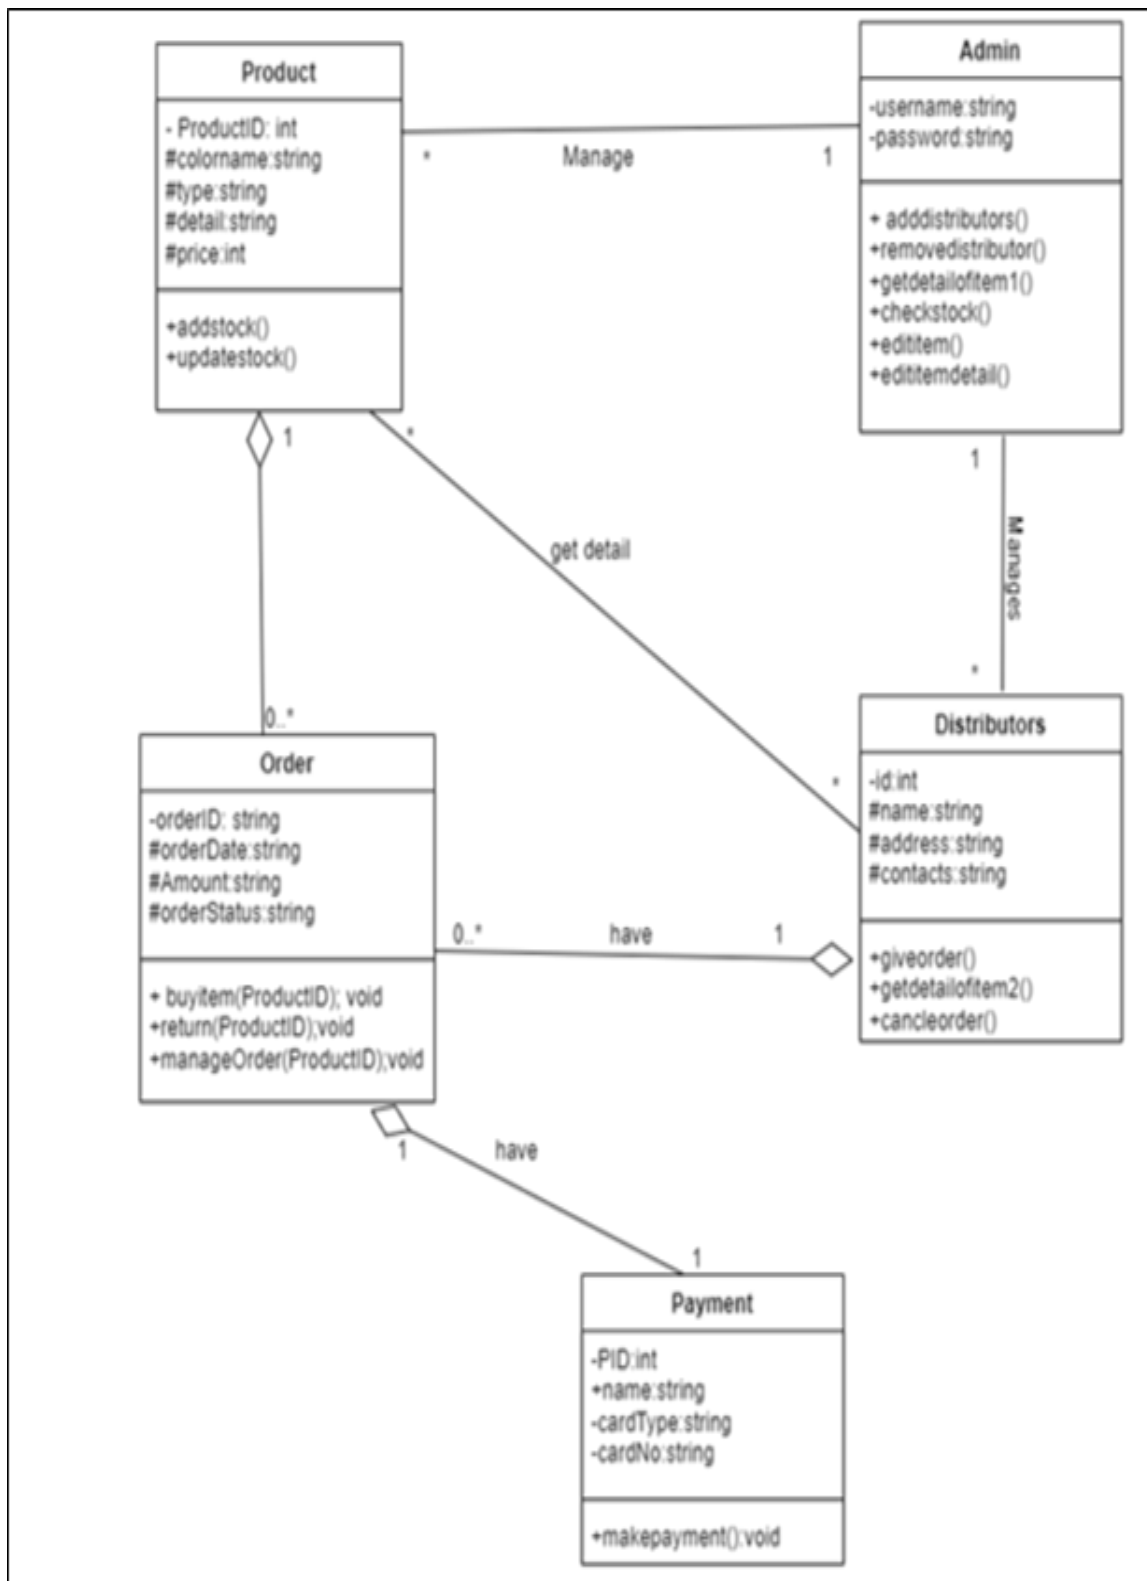 Product
- ProductID: int
#colorname:string
#type:string
#detail:string
#price:int
+addstock()
+updatestock()
Admin
-username:string
-password:string
+ adddistributors()
+removedistributor()
+getdetailofitem1()
+checkstock()
+edititem()
+edititemdetail()
*
Manage
1
1
*
1
Manages
*
get detail
*
0..*
Order
-orderID: string
#orderDate:string
#Amount:string
#orderStatus:string
+ buyitem(ProductID); void
+return(ProductID);void
+manageOrder(ProductID);void
Distributors
-id:int
#name:string
#address:string
#contacts:string
+giveorder()
+getdetailofitem2()
+cancleorder()
0..*
have
1
1
have
1
Payment
-PID:int
+name:string
-cardType:string
-cardNo:string
+makepayment():void